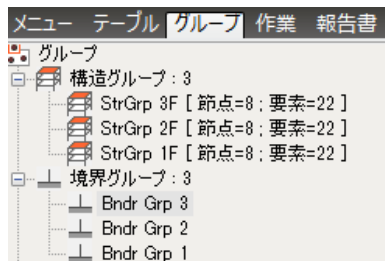 メニュー テーブル グループ 作業 報告書
グループ
構造グループ : 3
StrGrp 3F [ 節点=8 ; 要素=22 ]
StrGrp 2F [ 節点=8 ; 要素=22 ]
StrGrp 1F [ 節点=8 ; 要素=22 ]
境界グループ : 3
Bndr Grp 3
Bndr Grp 2
Bndr Grp 1